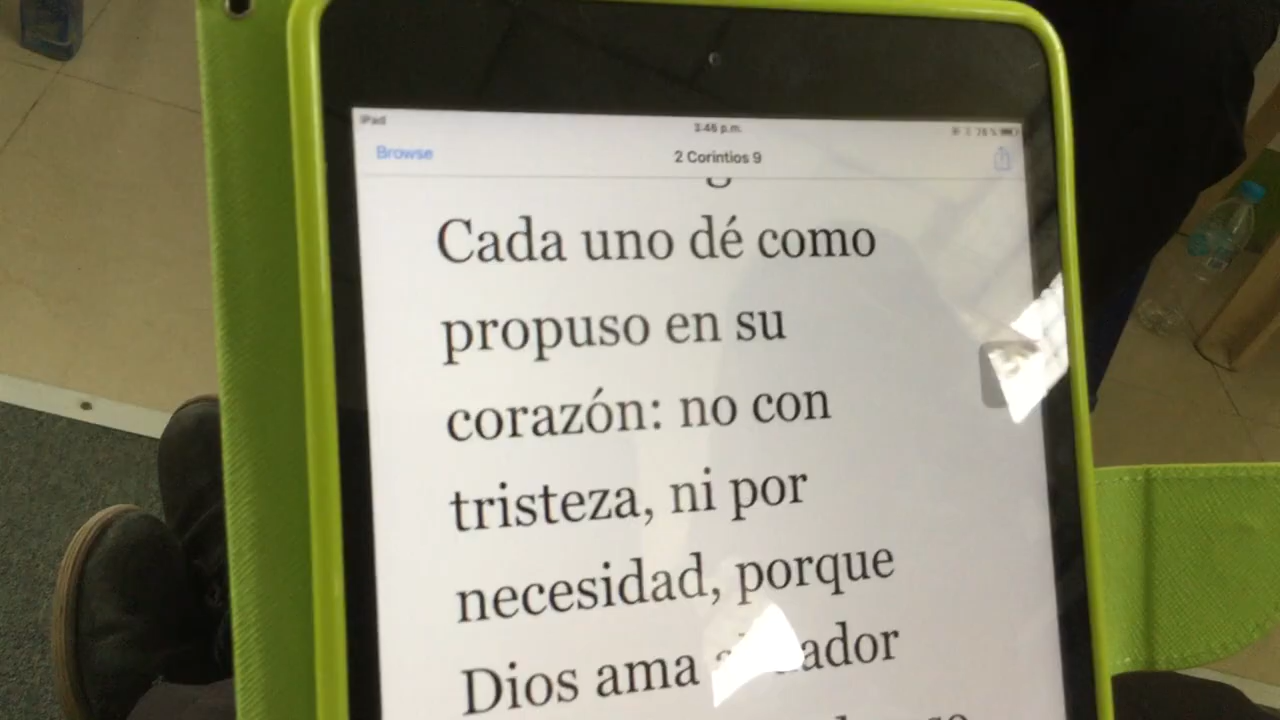 iPad
3:46 p.m.
Browse
2 Corintios 9
Cada uno dé como
propuso en su
corazón: no con
tristeza, ni por
necesidad, porque
Dios ama